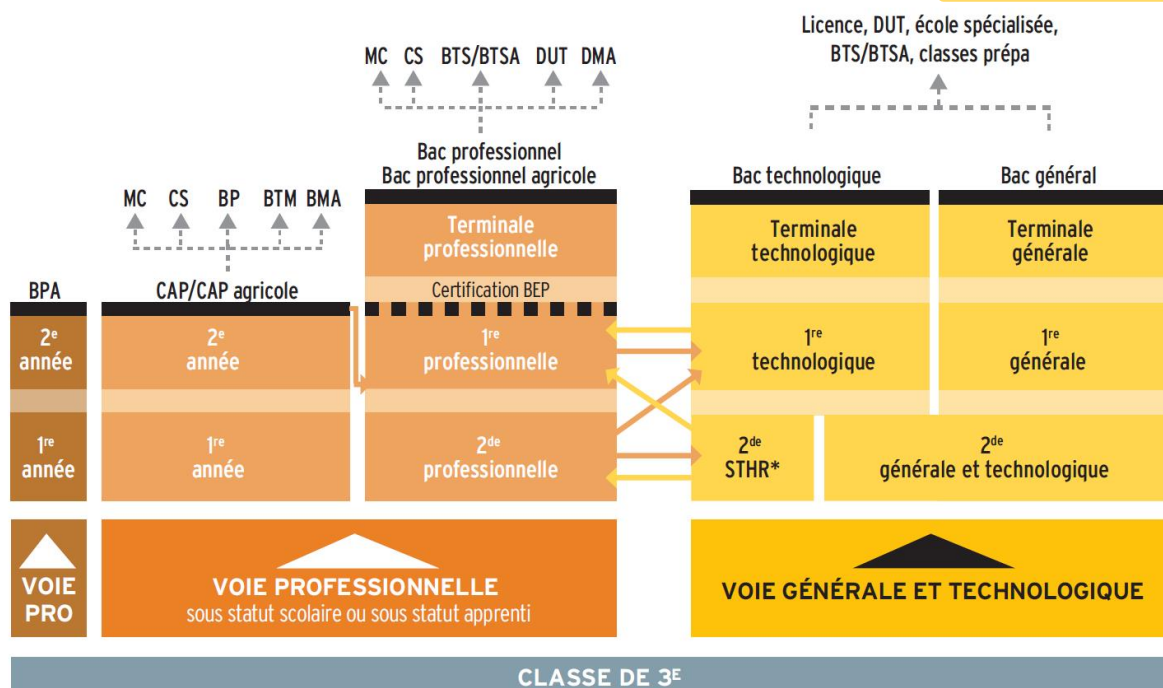 Licence, DUT, école spécialisée,
BTS/BTSA, classes prépa
MC CS BTS/BTSA DUT DMA
Bac professionnel
Bac professionnel agricole
Bac technologique
Bac général
MC CS BP BTM BMA
Terminale
professionnelle
Terminale
technologique
Terminale
générale
BPA
CAP/CAP agricole
Certification BEP
2e
année
2e
année
1re
professionnelle
1re
technologique
1re
générale
1re
année
1re
année
2de
professionnelle
2de
STHR*
2de
générale et technologique
VOIE
PRO
VOIE PROFESSIONNELLE
sous statut scolaire ou sous statut apprenti
VOIE GÉNÉRALE ET TECHNOLOGIQUE
CLASSE DE 3E